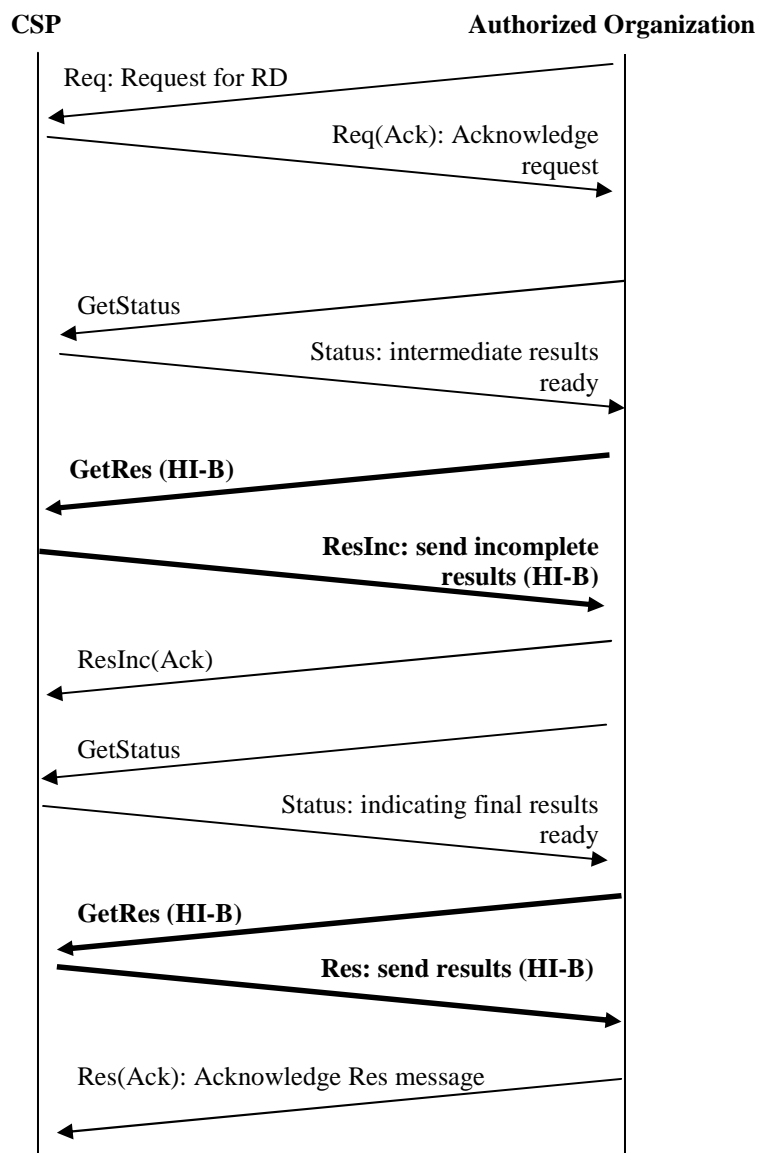 CSP
Authorized Organization
Req: Request for RD
Req(Ack): Acknowledge
request
GetStatus
Status: intermediate results
ready
GetRes (HI-B)
ResInc: send incomplete
results (HI-B)
ResInc(Ack)
GetStatus
Status: indicating final results
ready
GetRes (HI-B)
Res: send results (HI-B)
Res(Ack): Acknowledge Res message